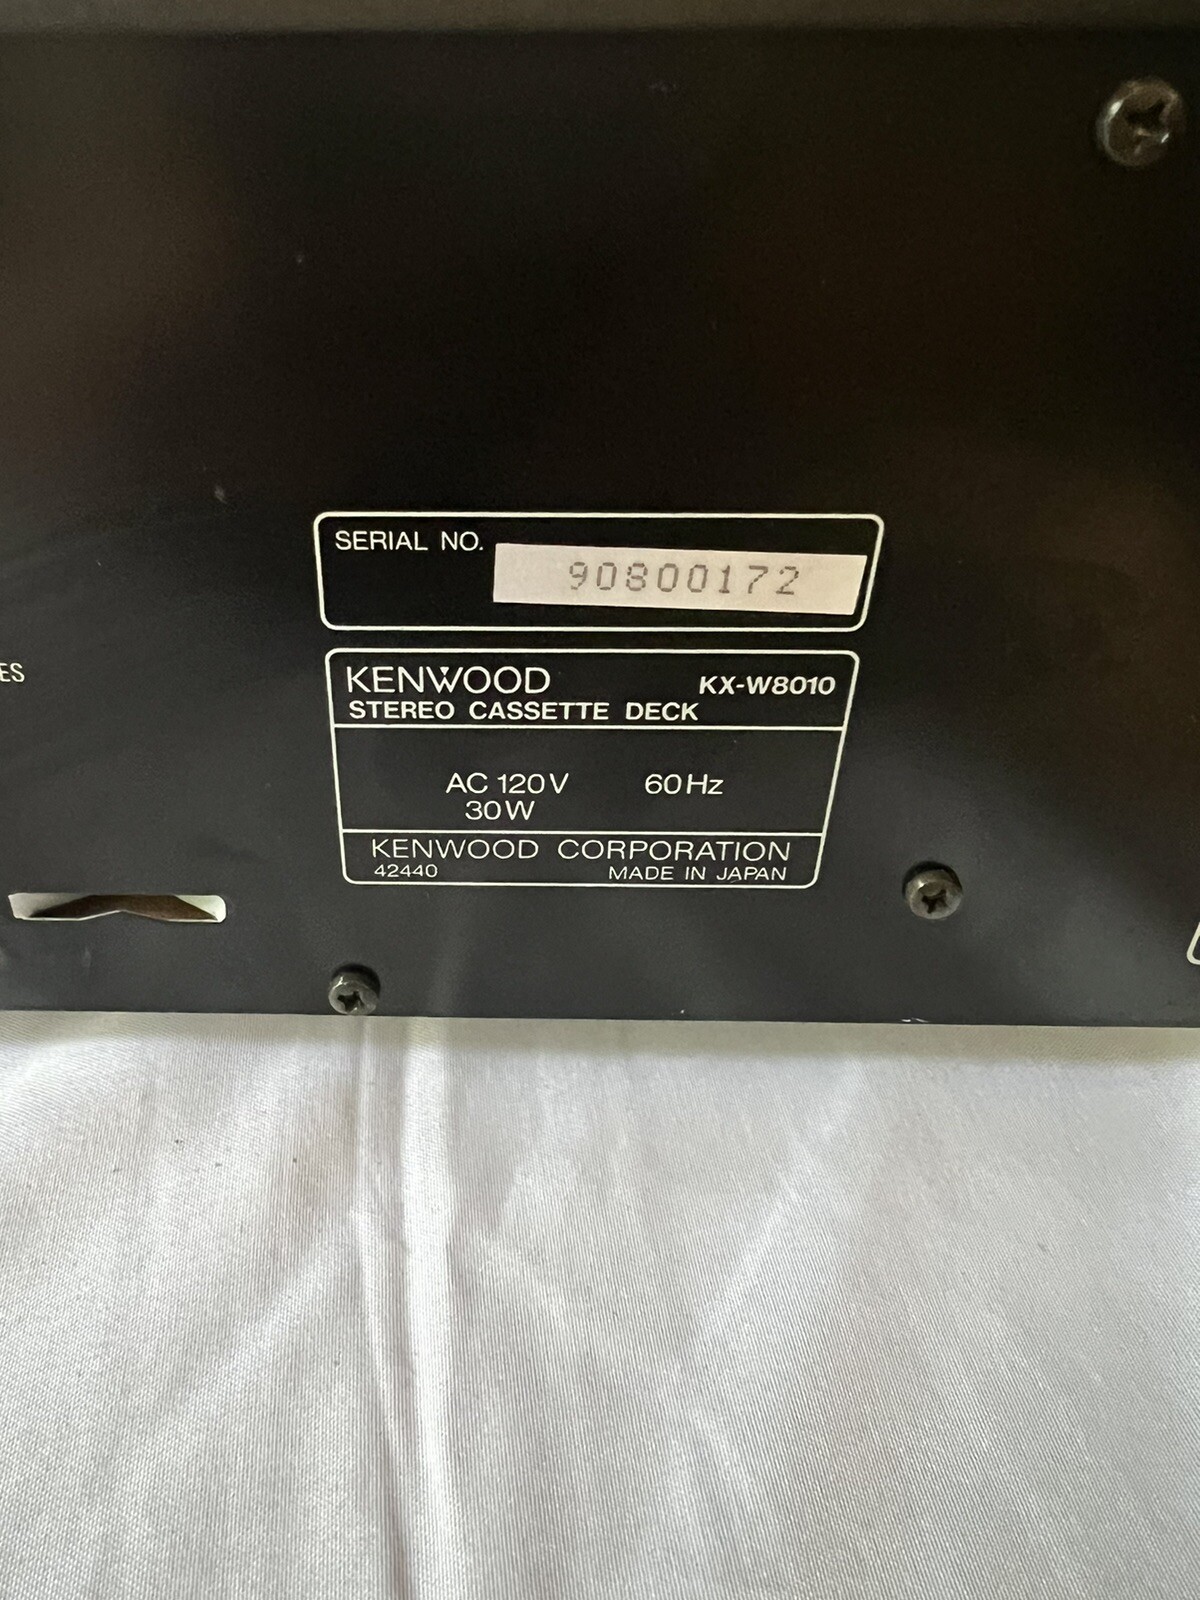 SERIAL NO.
90800172
ES
KENWOOD KX-W8010
STEREO CASSETTE DECK
AC 120V 60Hz
30W
KENWOOD CORPORATION
42440 MADE IN JAPAN